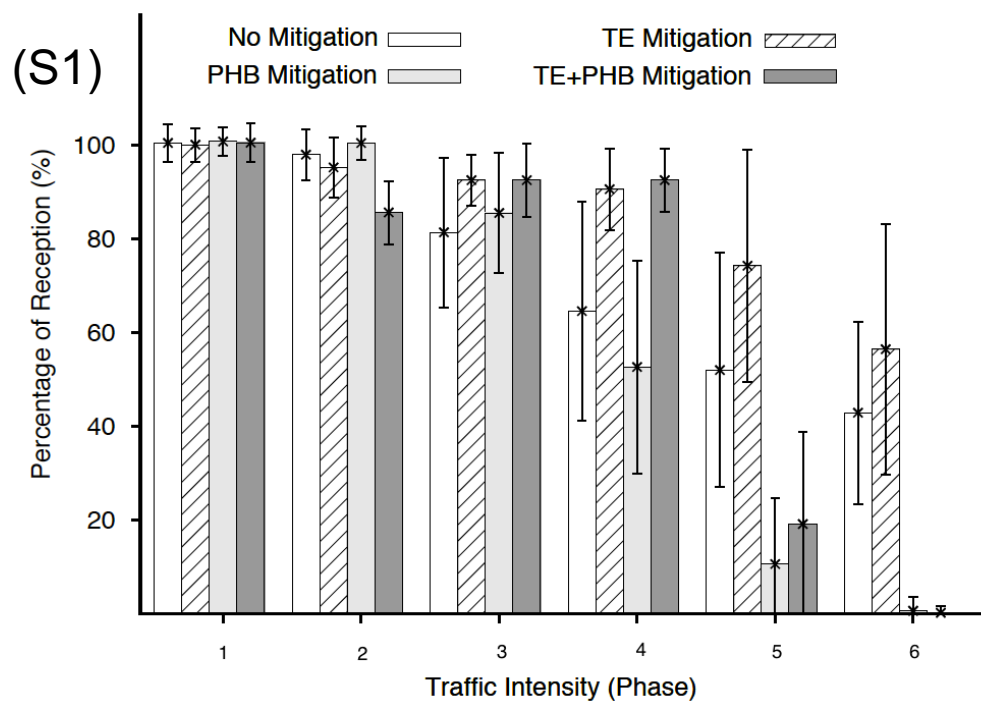 (S1)
No Mitigation
TE Mitigation
PHB Mitigation
TE+PHB Mitigation
Percentage of Reception (%)
100
80
60
40
20
1 2 3 4 5 6
Traffic Intensity (Phase)